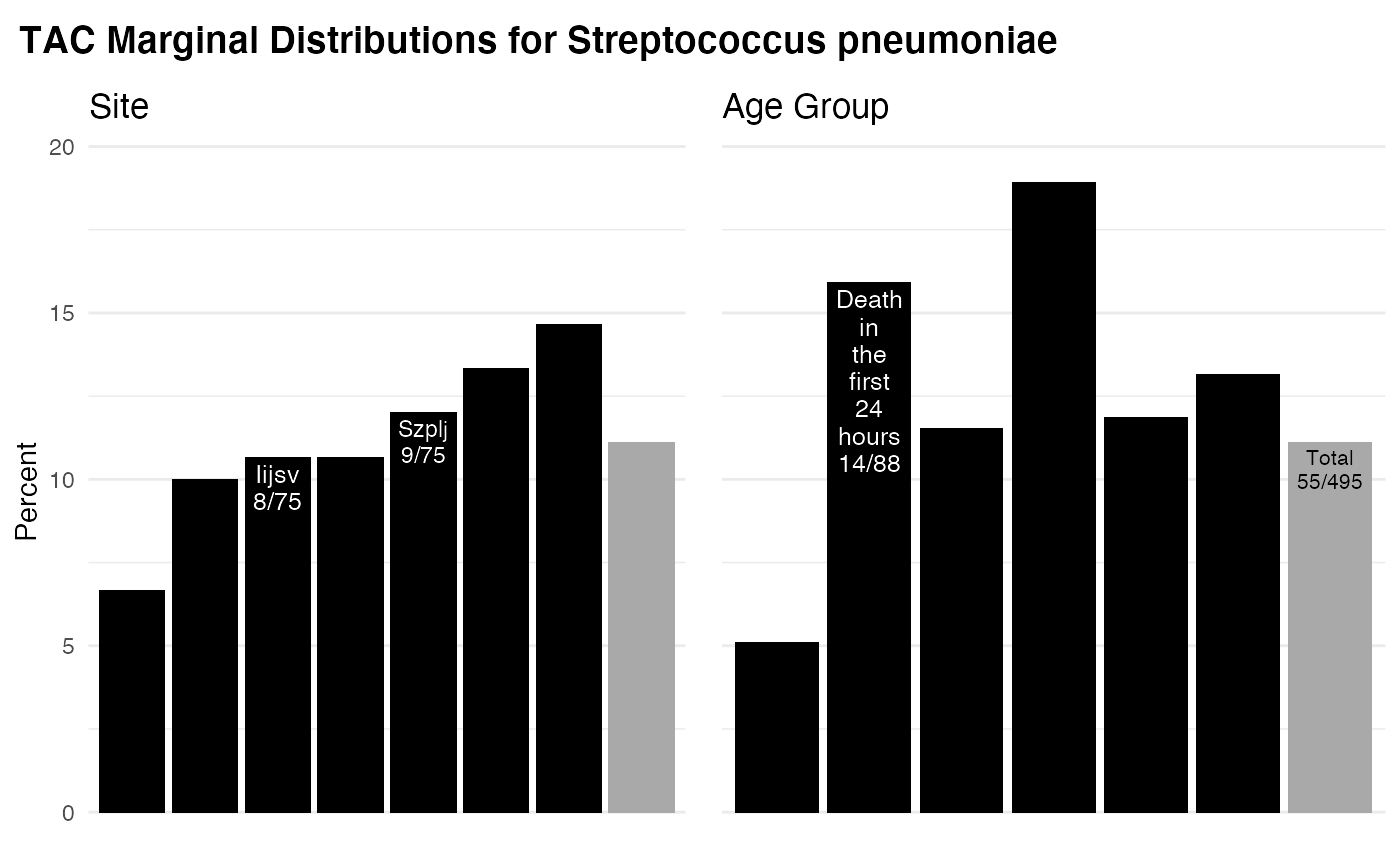 TAC Marginal Distributions for Streptococcus pneumoniae
Site
Age Group
Percent
20
15
10
5
0
Iijsv
8/75
Szplj
9/75
Death
in
the
first
24
hours
14/88
Total
55/495